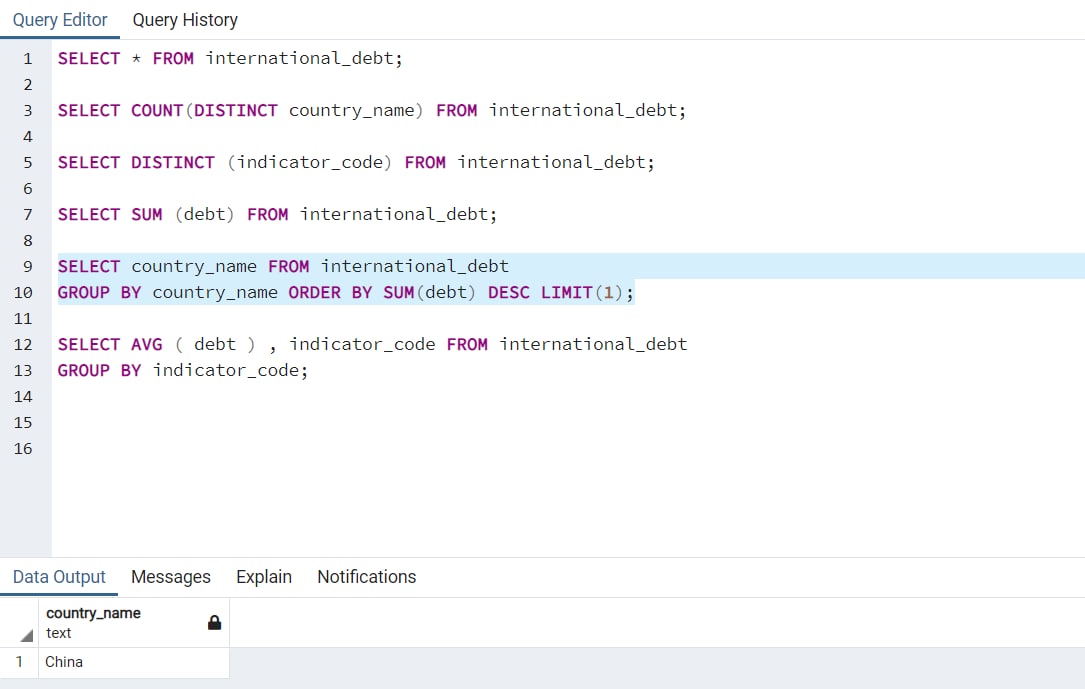 Query Editor Query History
1 SELECT * FROM international_debt;
2
3 SELECT COUNT(DISTINCT country_name) FROM international_debt;
4
5 SELECT DISTINCT (indicator_code) FROM international_debt;
6
7 SELECT SUM (debt) FROM international_debt;
8
9 SELECT country_name FROM international_debt
10 GROUP BY country_name ORDER BY SUM(debt) DESC LIMIT(1);
11
12 SELECT AVG ( debt ) , indicator_code FROM international_debt
13 GROUP BY indicator_code;
14
15
16
Data Output Messages Explain Notifications
country_name
text
1 China